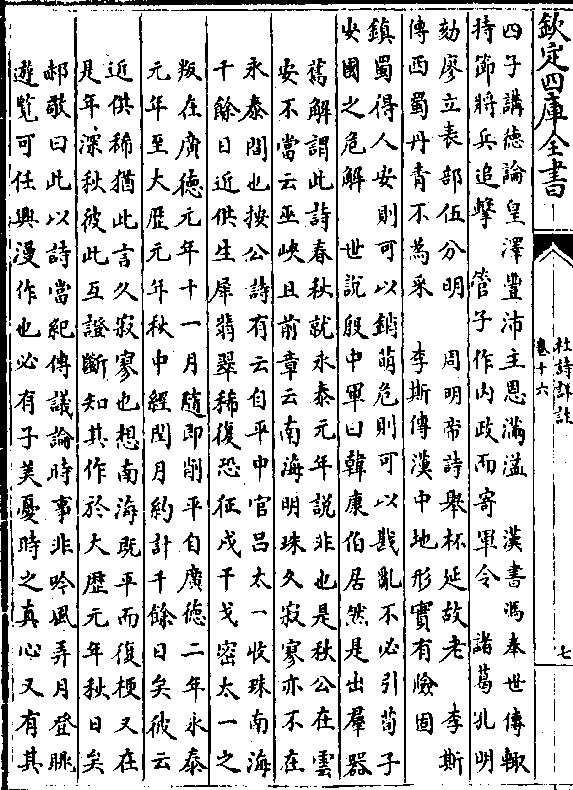 欽定四庫全書
杜詩詳註
卷十六
七
四子講德論皇澤豐沛主恩滿溢 漢書馮奉世傳輒
持節將兵追擊 管子作内政而寄軍令 諸葛孔明
劾廖立表部伍分明 周明帝詩舉杯延故老 李斯
傳西蜀丹青不為采 李斯傳漢中地形實有險固
鎮蜀得人安則可以銷萌危則可以戡亂不必引荀子
安國之危解 世說殷中軍曰韓康伯居然是出羣器
舊解謂此詩春秋就永泰元年說非也是秋公在雲
安不當云巫峽且前章云南海明珠久寂寥亦不在
永泰間也按公詩有云自平中官呂太一收珠南海
千餘日近供生犀翡翠稀復恐征戍干戈密太一之
叛在廣德元年十一月隨即削平自廣德二年永泰
元年至大歷元年秋中經閏月約計千餘日矣彼云
近供稀猶此言久寂寥也想南海既平而復梗又在
是年深秋彼此互證斷知其作於大歷元年秋日矣
郝敬曰此以詩當紀傳議論時事非吟風弄月登眺
遊覽可任興漫作也必有子美憂時之真心又有其